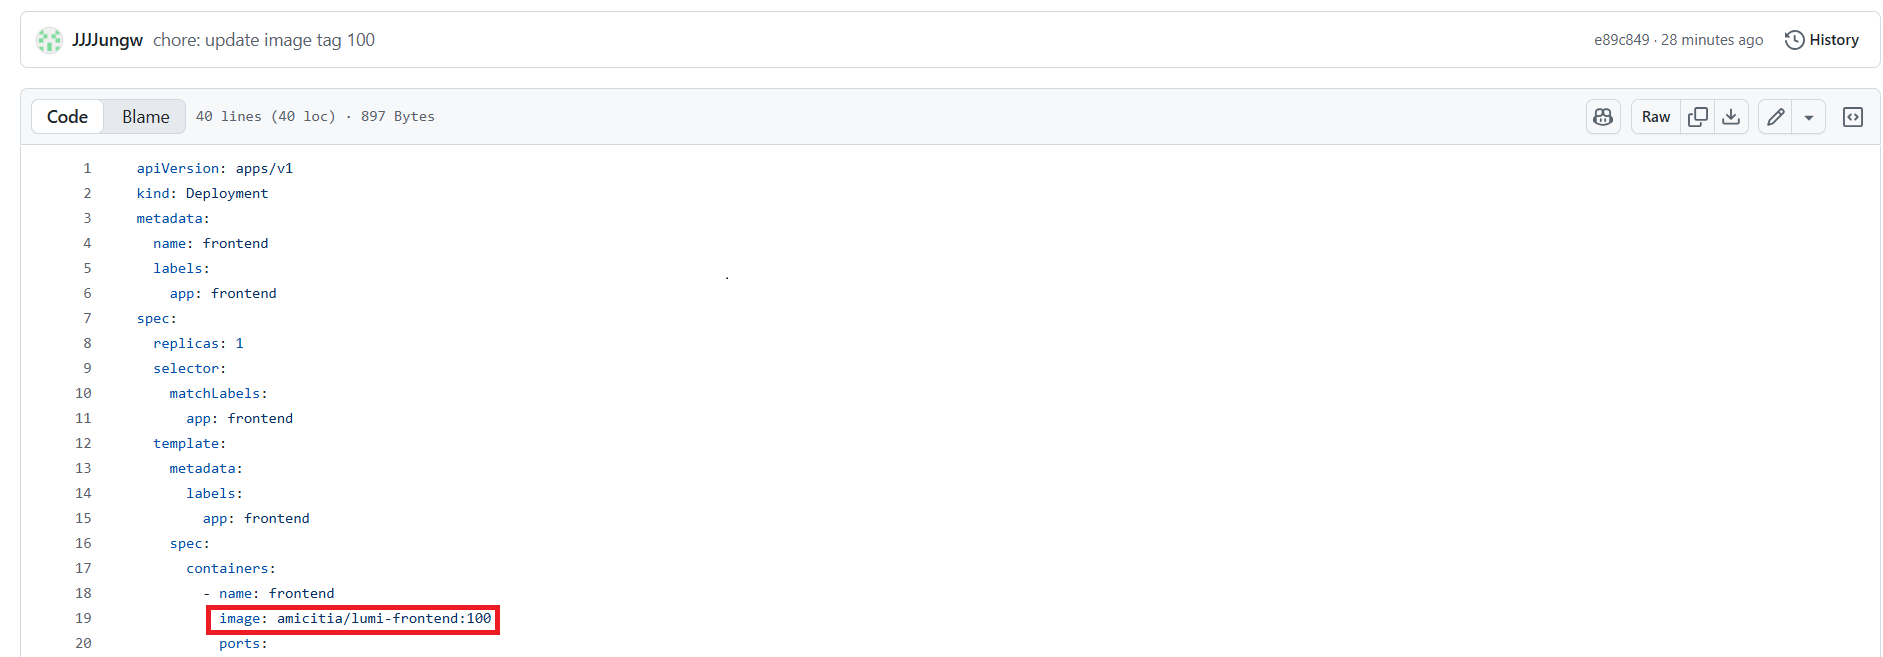 JJJJungw chore: update image tag 100 e89c849 · 28 minutes ago History
Code Blame 40 lines (40 loc) · 897 Bytes Raw
1 apiVersion: apps/v1
2 kind: Deployment
3 metadata:
4   name: frontend
5   labels:
6     app: frontend
7 spec:
8   replicas: 1
9   selector:
10     matchLabels:
11       app: frontend
12   template:
13     metadata:
14       labels:
15         app: frontend
16     spec:
17       containers:
18         - name: frontend
19           image: amicitia/lumi-frontend:100
20           ports: